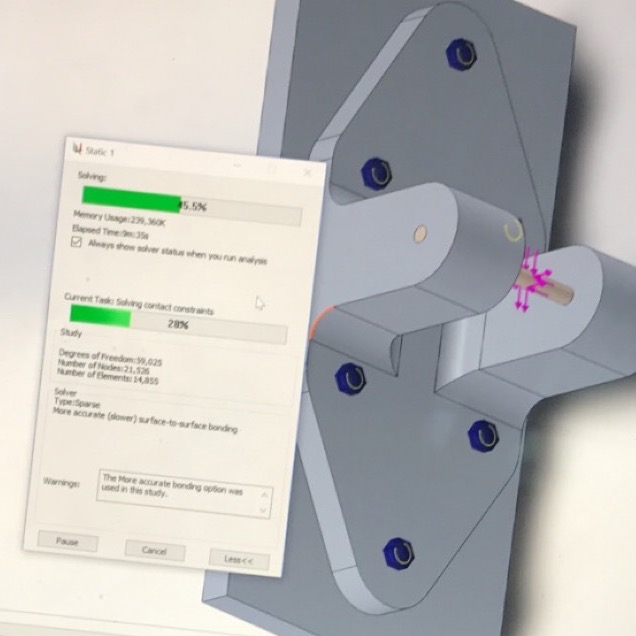 Static 1
Solving:
45.5%
Memory Usage:239,360K
Elapsed Time:9m:35s
Always show solver status when you run analysis
Current Task: Solving contact constraints
28%
Study
Degrees of Freedom:59,025
Number of Nodes:21,526
Number of Elements:14,055
Solver
Type:Sparse
More accurate (slower) surface-to-surface bonding
Warnings:
The More accurate bonding option was
used in this study.
Pause
Cancel
Less<<